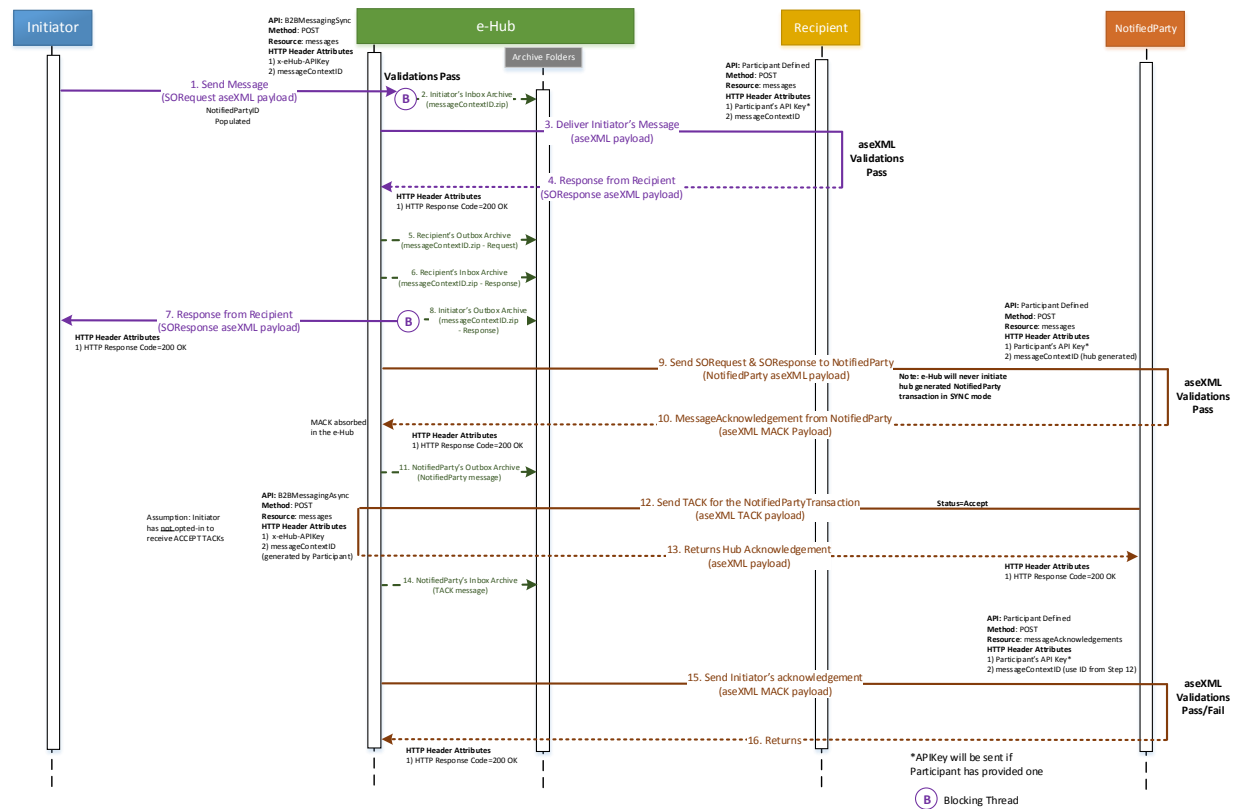 Initiator
e-Hub
Recipient
NotifiedParty
Archive Folders
API: B2BMessagingSync
Method: POST
Resource: messages
HTTP Header Attributes
1) x-eHub-APIKey
2) messageContextID
Validations Pass
1. Send Message
(SORequest aseXML payload)
NotifiedPartyID
Populated
B
2. Initiator's Inbox Archive
(messageContextID.zip)
API: Participant Defined
Method: POST
Resource: messages
HTTP Header Attributes
1) Participant's API Key*
2) messageContextID
3. Deliver Initiator's Message
(aseXML payload)
aseXML
Validations
Pass
4. Response from Recipient
(SOResponse aseXML payload)
HTTP Header Attributes
1) HTTP Response Code=200 OK
5. Recipient's Outbox Archive
(messageContextID.zip - Request)
6. Recipient's Inbox Archive
(messageContextID.zip - Response)
7. Response from Recipient
(SOResponse aseXML payload)
B
8. Initiator's Outbox Archive
(messageContextID.zip
- Response)
HTTP Header Attributes
1) HTTP Response Code=200 OK
API: Participant Defined
Method: POST
Resource: messages
HTTP Header Attributes
1) Participant's API Key*
2) messageContextID (hub generated)
9. Send SORequest & SOResponse to NotifiedParty
(NotifiedParty aseXML payload)
Note: e-Hub will never initiate
hub generated NotifiedParty
transaction in SYNC mode
aseXML
Validations
Pass
MACK absorbed
in the e-Hub
10. MessageAcknowledgement from NotifiedParty
(aseXML MACK Payload)
HTTP Header Attributes
1) HTTP Response Code=200 OK
11. NotifiedParty's Outbox Archive
(NotifiedParty message)
API: B2BMessagingAsync
Method: POST
Resource: messages
HTTP Header Attributes
1) x-eHub-APIKey
2) messageContextID
(generated by Participant)
Assumption: Initiator
has not opted-in to
receive ACCEPT TACKs
12. Send TACK for the NotifiedPartyTransaction
(aseXML TACK payload)
Status=Accept
13. Returns Hub Acknowledgement
(aseXML payload)
HTTP Header Attributes
1) HTTP Response Code=200 OK
14. NotifiedParty's Inbox Archive
(TACK message)
API: Participant Defined
Method: POST
Resource: messageAcknowledgements
HTTP Header Attributes
1) Participant's API Key*
2) messageContextID (use ID from Step 12)
15. Send Initiator's acknowledgement
(aseXML MACK payload)
aseXML
Validations
Pass/Fail
16. Returns
HTTP Header Attributes
1) HTTP Response Code=200 OK
*APIKey will be sent if
Participant has provided one
B Blocking Thread